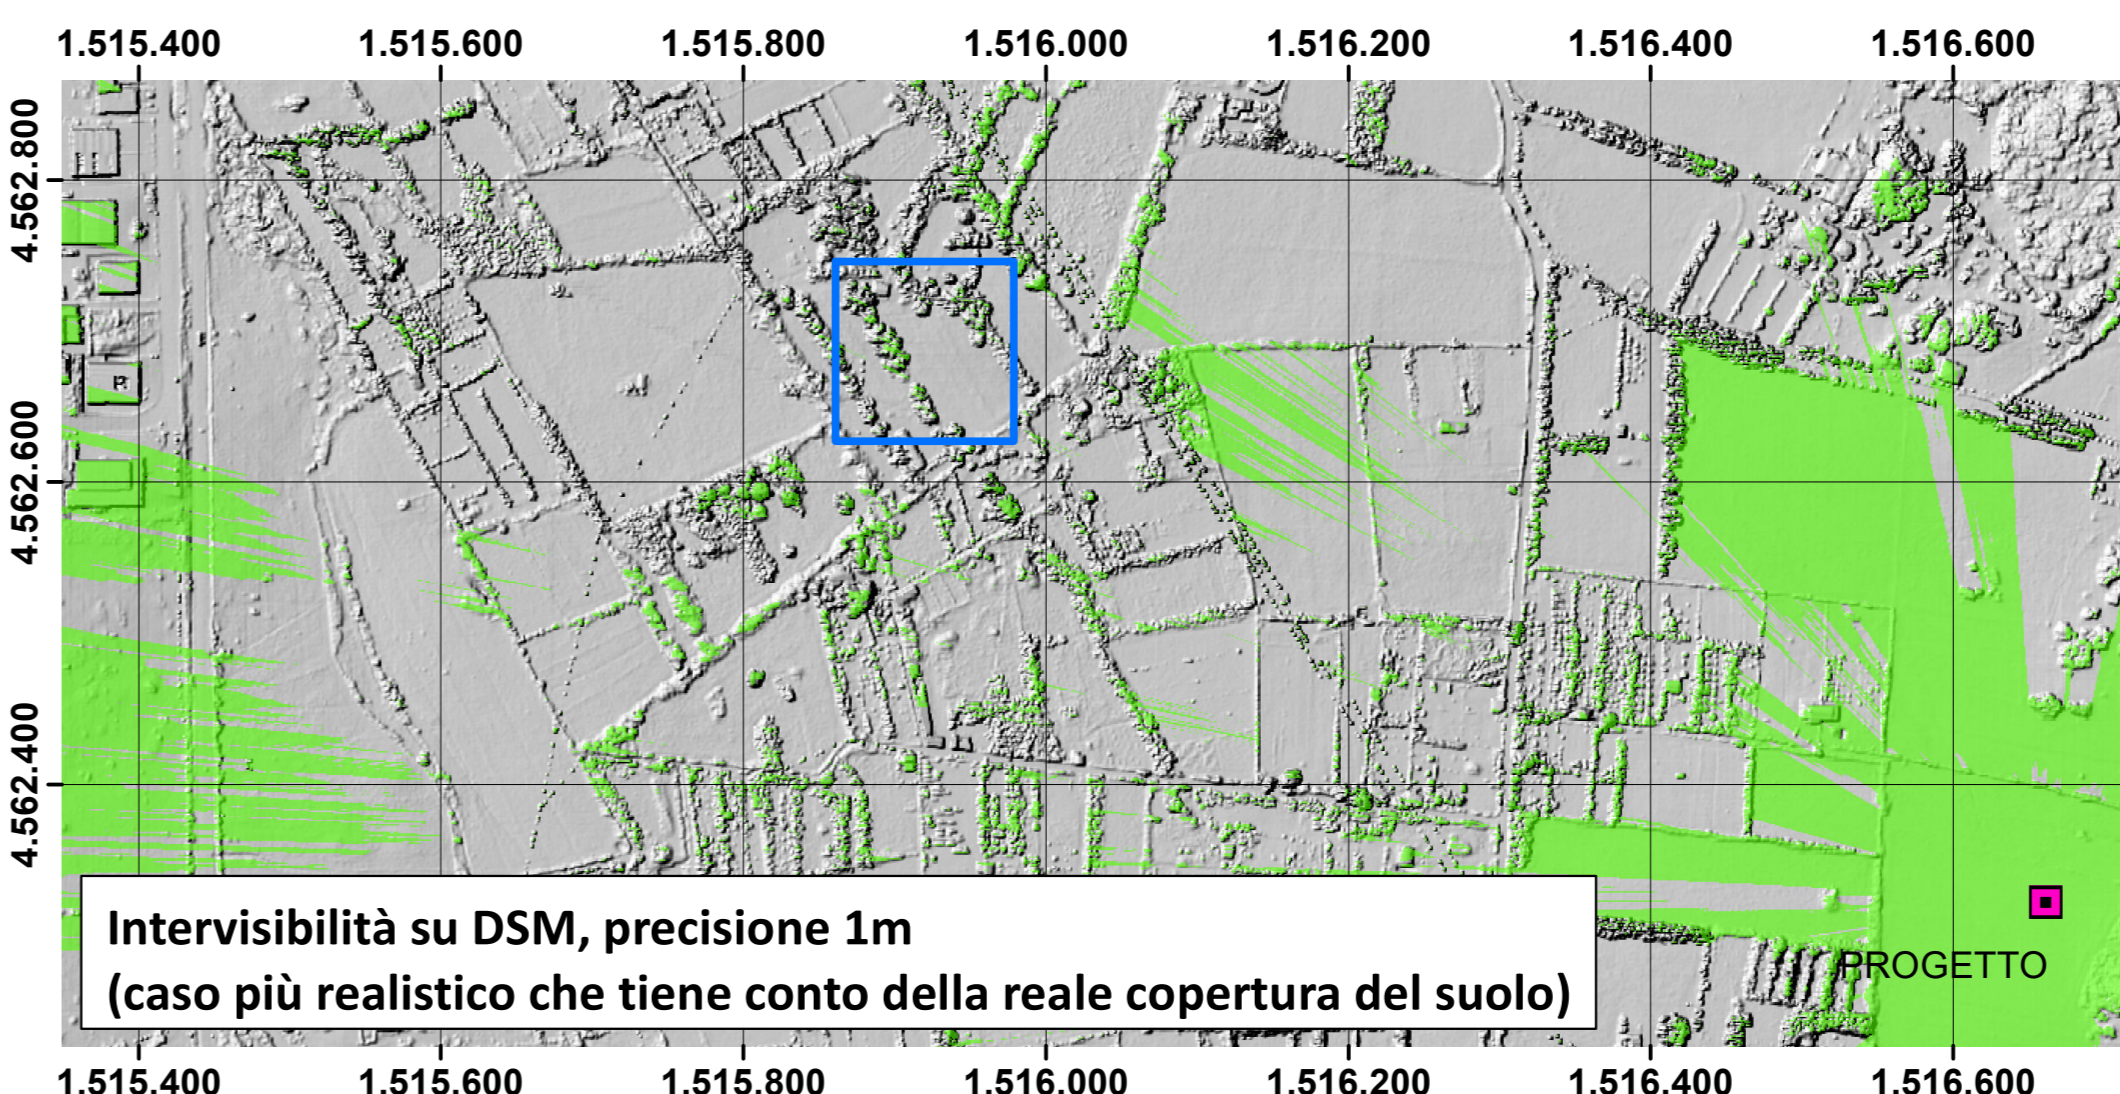 1.515.400 1.515.600 1.515.800 1.516.000 1.516.200 1.516.400 1.516.600
4.562.800
4.562.600
4.562.400
Intervisibilità su DSM, precisione 1m
(caso più realistico che tiene conto della reale copertura del suolo)
PROGETTO
1.515.400 1.515.600 1.515.800 1.516.000 1.516.200 1.516.400 1.516.600